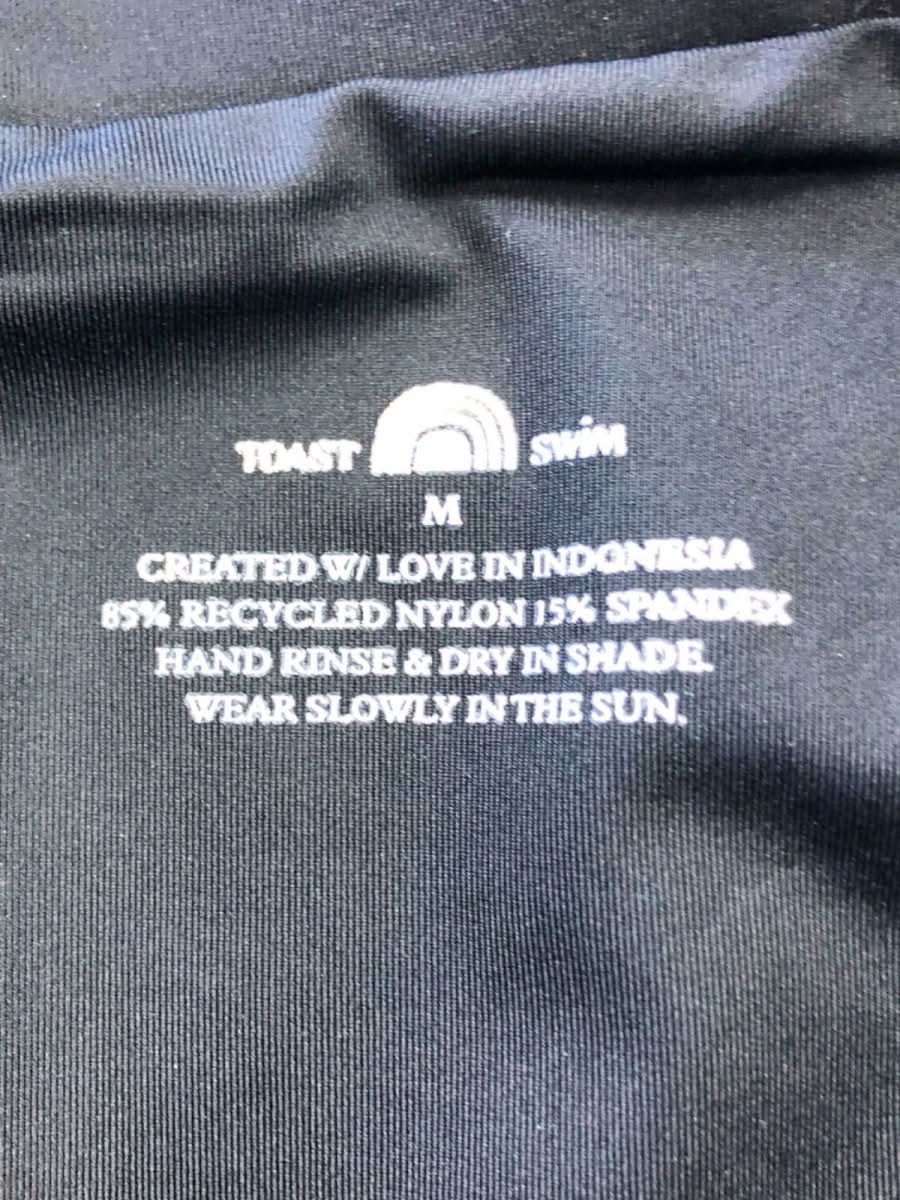 TOAST SWiM
M
CREATED W/ LOVE IN INDONESIA
85% RECYCLED NYLON 15% SPANDEX
HAND RINSE & DRY IN SHADE.
WEAR SLOWLY IN THE SUN.